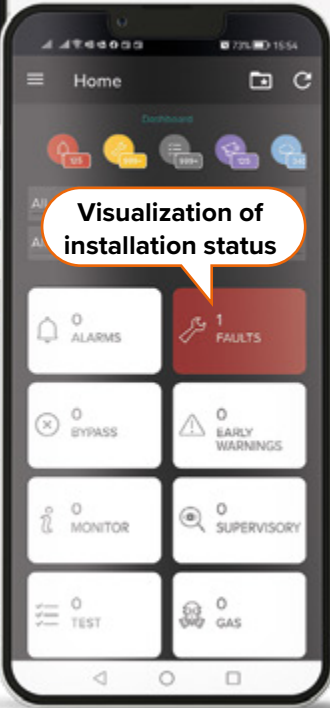 73% 15:54
Home
Dashboard
125 999+ 999+ 125
Visualization of
installation status
0
ALARMS
1
FAULTS
0
BYPASS
0
EARLY
WARNINGS
0
MONITOR
0
SUPERVISORY
0
TEST
0
GAS